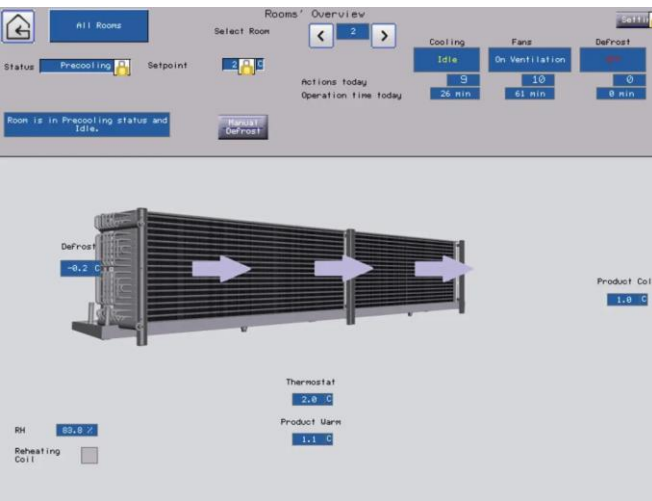 Rooms' Overview
All Rooms
Select Room
2
Cooling
Fans
Defrost
Status
Precooling
Setpoint
2
C
Idle
On Ventilation
Actions today
9
10
0
Operation time today
26 min
61 min
0 min
Room is in Precooling status and
Idle.
Manual
Defrost
Defrost
-0.2 C
Product Col
1.0 C
Thermostat
2.0 C
Product Warm
1.1 C
RH
83.8 %
Reheating
Coil